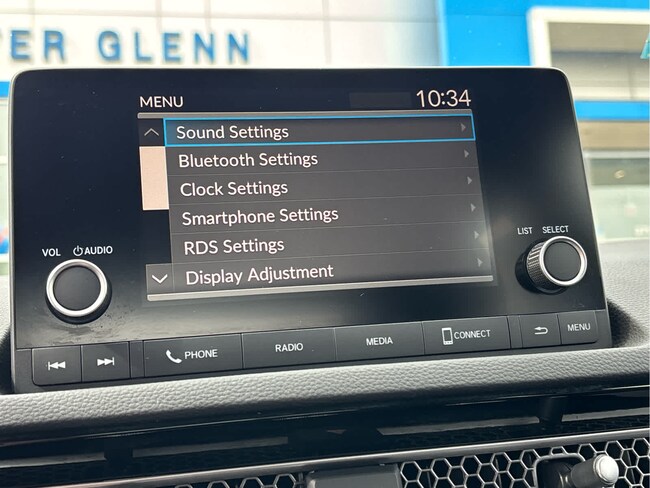 TER GLENN
MENU 10:34
Sound Settings
Bluetooth Settings
Clock Settings
Smartphone Settings
RDS Settings
Display Adjustment
VOL AUDIO
LIST SELECT
PHONE RADIO MEDIA CONNECT MENU